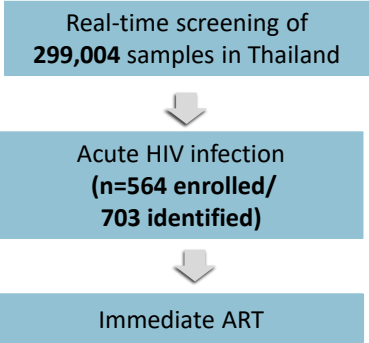 Real-time screening of
299,004 samples in Thailand
Acute HIV infection
(n=564 enrolled/
703 identified)
Immediate ART